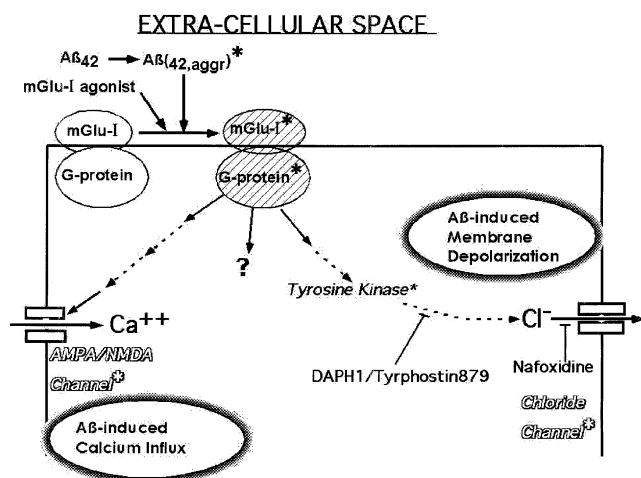 EXTRA-CELLULAR SPACE
Aß42 Aß(42,aggr)*
mGlu-I agonist
mGlu-I mGlu-I*
G-protein G-protein*
Aß-induced
Membrane
Depolarization
?
Tyrosine Kinase*
Ca++
Cl−
AMPA/NMDA
Channel*
DAPH1/Tyrphostin879
Nafoxidine
Chloride
Channel*
Aß-induced
Calcium Influx